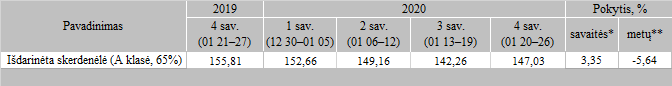 Pavadinimas 2019 2020 Pokytis, %
4 sav. (01 21–27) 1 sav. (12 30–01 05) 2 sav. (01 06–12) 3 sav. (01 13–19) 4 sav. (01 20–26) savaitės* metų**
Išdarinėta skerdenėlė (A klasė, 65%) 155,81 152,66 149,16 142,26 147,03 3,35 -5,64